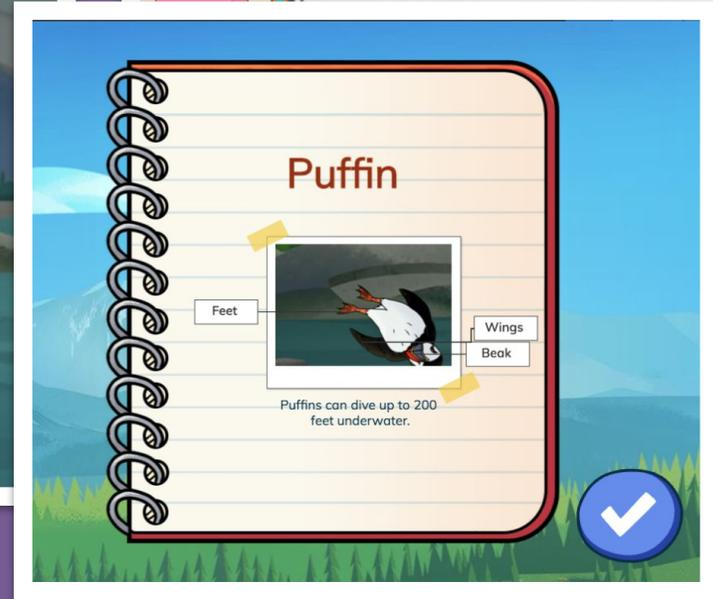 Puffin
Feet
Wings
Beak
Puffins can dive up to 200
feet underwater.